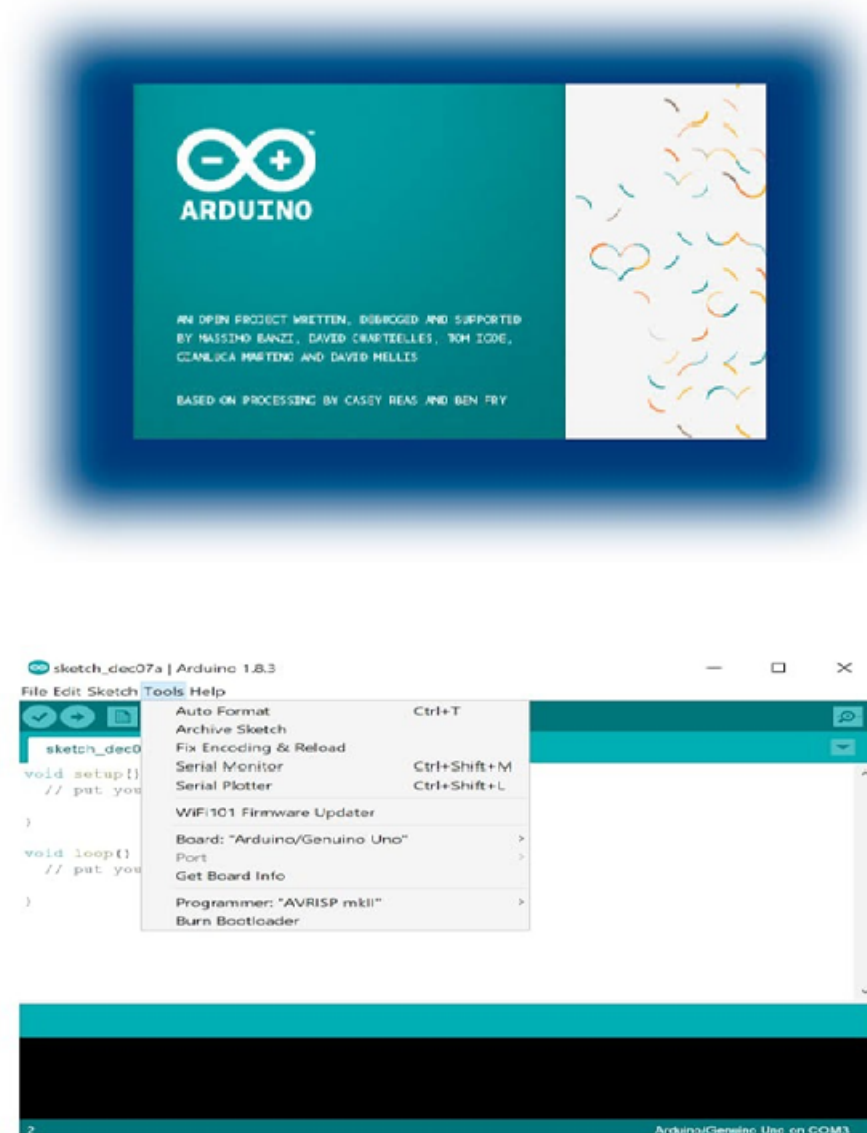 ARDUINO
AN OPEN PROJECT WRITTEN, DEBUGGED AND SUPPORTED
BY MASSIMO BANZI, DAVID CUARTIELLES, TOM IGOE,
GIANLUCA MARTINO AND DAVID MELLIS
BASED ON PROCESSING BY CASEY REAS AND BEN FRY
sketch_dec07a | Arduino 1.8.3
File Edit Sketch Tools Help
Auto Format Ctrl+T
Archive Sketch
sketch_dec0 Fix Encoding & Reload
Serial Monitor Ctrl+Shift+M
void setup() Serial Plotter Ctrl+Shift+L
// put you
WiFi101 Firmware Updater
}
Board: "Arduino/Genuino Uno"
void loop() Port
// put you Get Board Info
} Programmer: "AVRISP mkII"
Burn Bootloader
2 Arduino/Genuino Uno on COM3